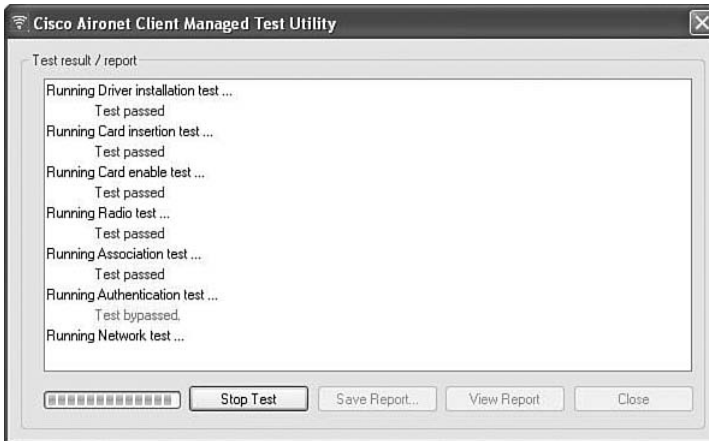 Cisco Aironet Client Managed Test Utility
Test result / report
Running Driver installation test ...
Test passed
Running Card insertion test ...
Test passed
Running Card enable test ...
Test passed
Running Radio test ...
Test passed
Running Association test ...
Test passed
Running Authentication test ...
Test bypassed.
Running Network test ...
Stop Test
Save Report...
View Report
Close